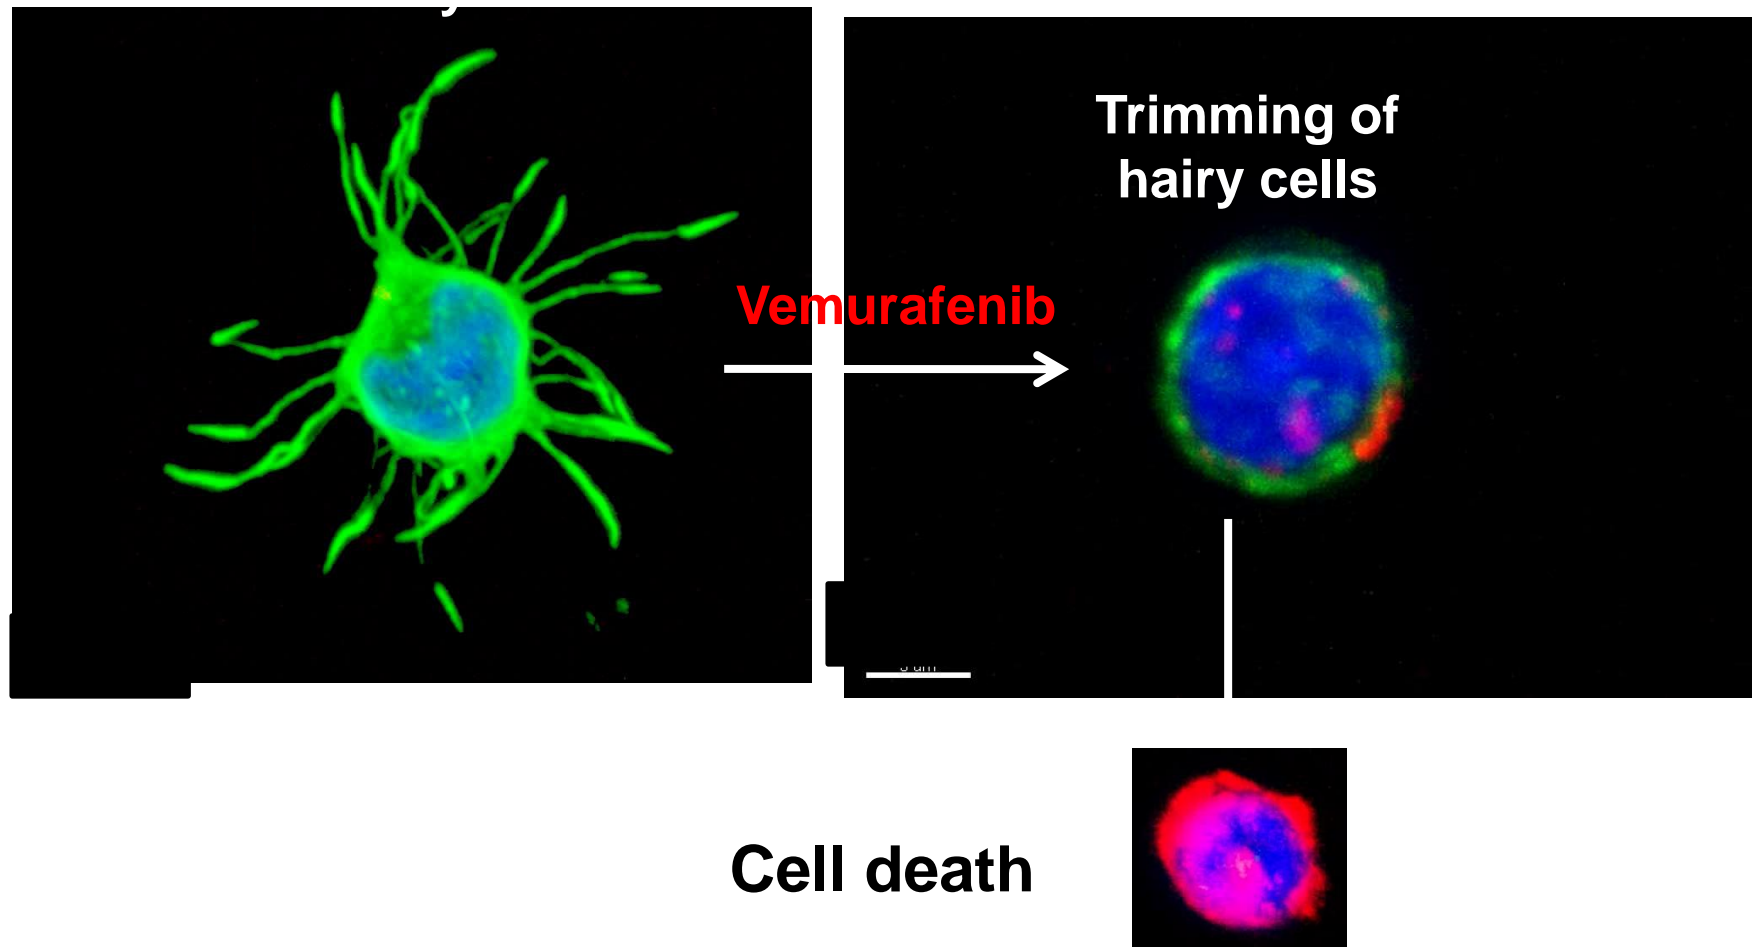 Trimming of
hairy cells
Vemurafenib
Cell death